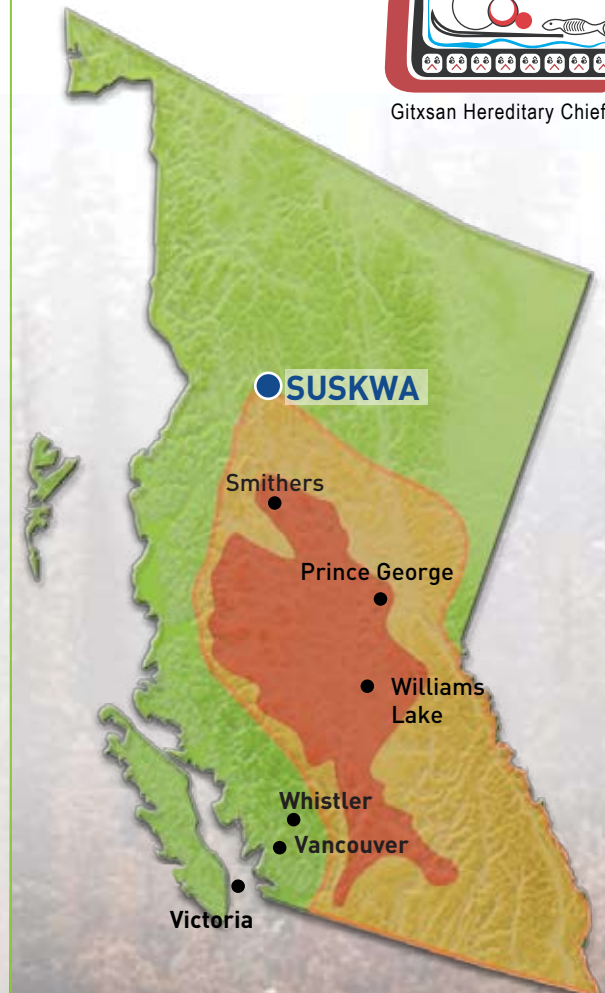 Gitxsan Hereditary Chief
SUSKWA
Smithers
Prince George
Williams
Lake
Whistler
Vancouver
Victoria